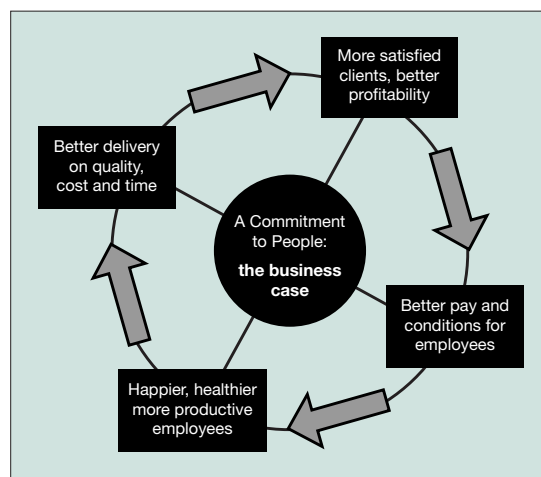 More satisfied
clients, better
profitability
Better delivery
on quality,
cost and time
A Commitment
to People:
the business
case
Better pay and
conditions for
employees
Happier, healthier
more productive
employees